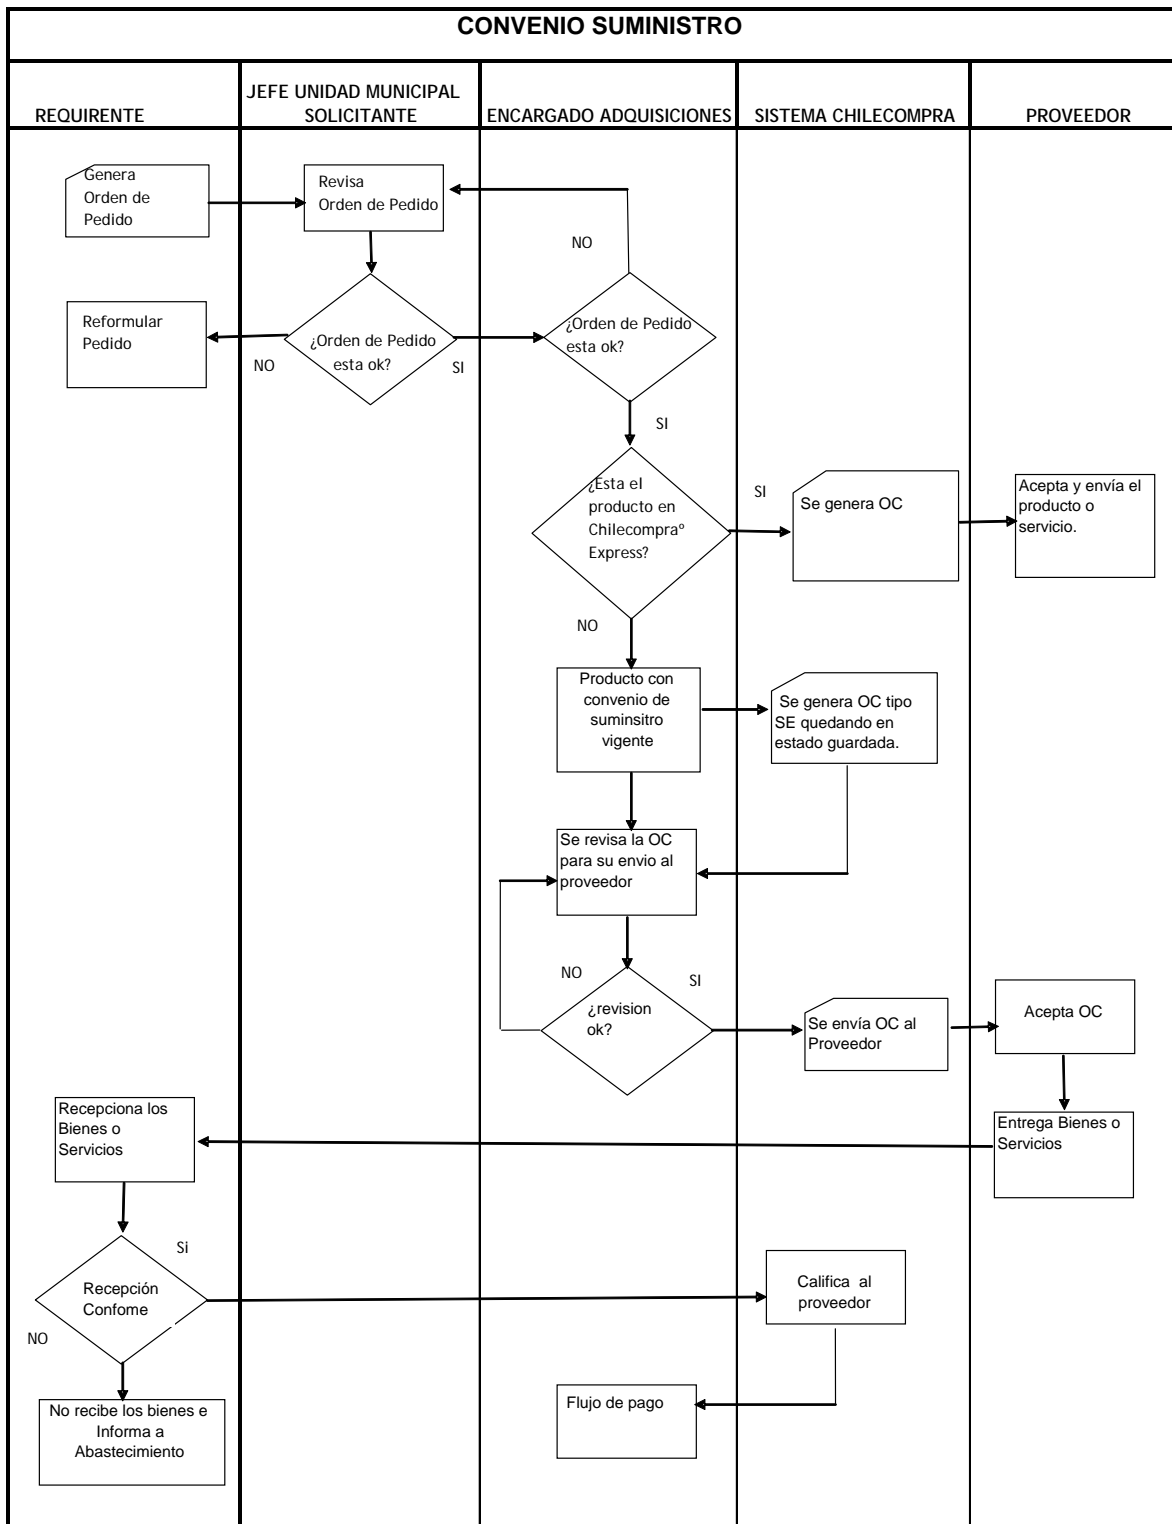 CONVENIO SUMINISTRO
REQUIRENTE
JEFE UNIDAD MUNICIPAL
SOLICITANTE
ENCARGADO ADQUISICIONES
SISTEMA CHILECOMPRA
PROVEEDOR
Genera
Orden de
Pedido
Revisa
Orden de Pedido
NO
Reformular
Pedido
NO
¿Orden de Pedido
esta ok?
SI
¿Orden de Pedido
esta ok?
SI
¿Esta el
producto en
Chilecompraº
Express?
SI
Se genera OC
Acepta y envía el
producto o
servicio.
NO
Producto con
convenio de
suminsitro
vigente
Se genera OC tipo
SE quedando en
estado guardada.
Se revisa la OC
para su envio al
proveedor
NO
SI
¿revision
ok?
Se envía OC al
Proveedor
Acepta OC
Recepciona los
Bienes o
Servicios
Entrega Bienes o
Servicios
Si
Recepción
Confome
NO
Califica al
proveedor
No recibe los bienes e
Informa a
Abastecimiento
Flujo de pago